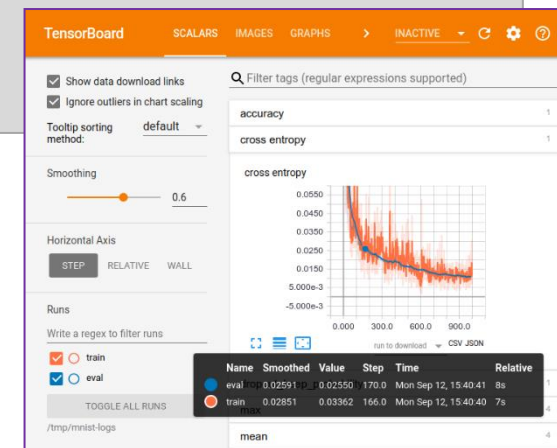 TensorBoard SCALARS IMAGES GRAPHS > INACTIVE
Show data download links
Ignore outliers in chart scaling
Tooltip sorting method: default
Smoothing
0.6
Horizontal Axis
STEP RELATIVE WALL
Runs
Write a regex to filter runs
train
eval
TOGGLE ALL RUNS
/tmp/mnist-logs
Filter tags (regular expressions supported)
accuracy 1
cross entropy 1
cross entropy
0.0550
0.0450
0.0350
0.0250
0.0150
5.000e-3
-5.000e-3
0.000 300.0 600.0 900.0
run to download CSV JSON
Name Smoothed Value Step Time Relative
eval 0.02591 0.02550 170.0 Mon Sep 12, 15:40:41 8s
train 0.02851 0.03362 166.0 Mon Sep 12, 15:40:40 7s
1
max 4
mean 4